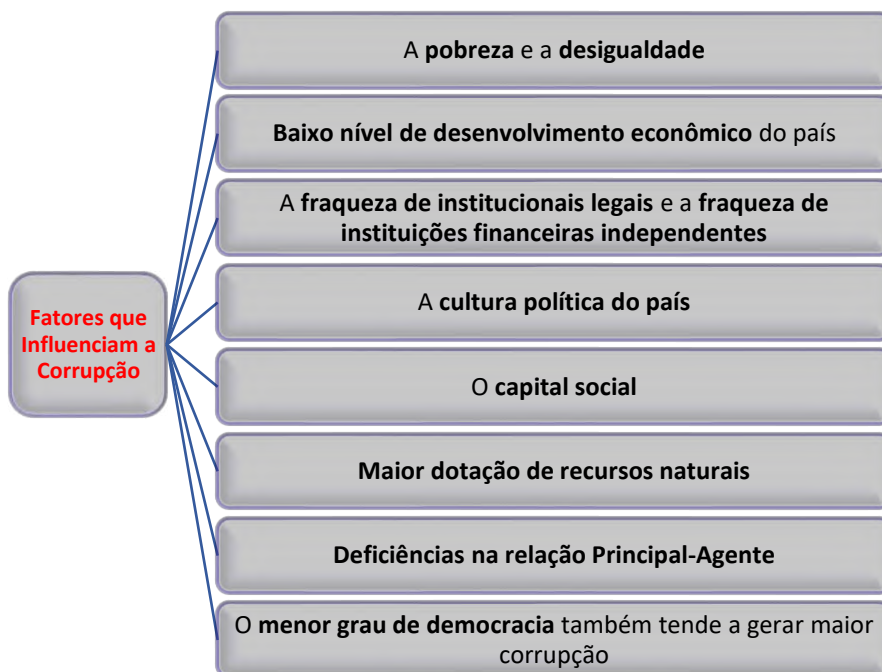 A pobreza e a desigualdade
Baixo nível de desenvolvimento econômico do país
A fraqueza de institucionais legais e a fraqueza de
instituições financeiras independentes
Fatores que
Influenciam a
Corrupção
A cultura política do país
O capital social
Maior dotação de recursos naturais
Deficiências na relação Principal-Agente
O menor grau de democracia também tende a gerar maior
corrupção